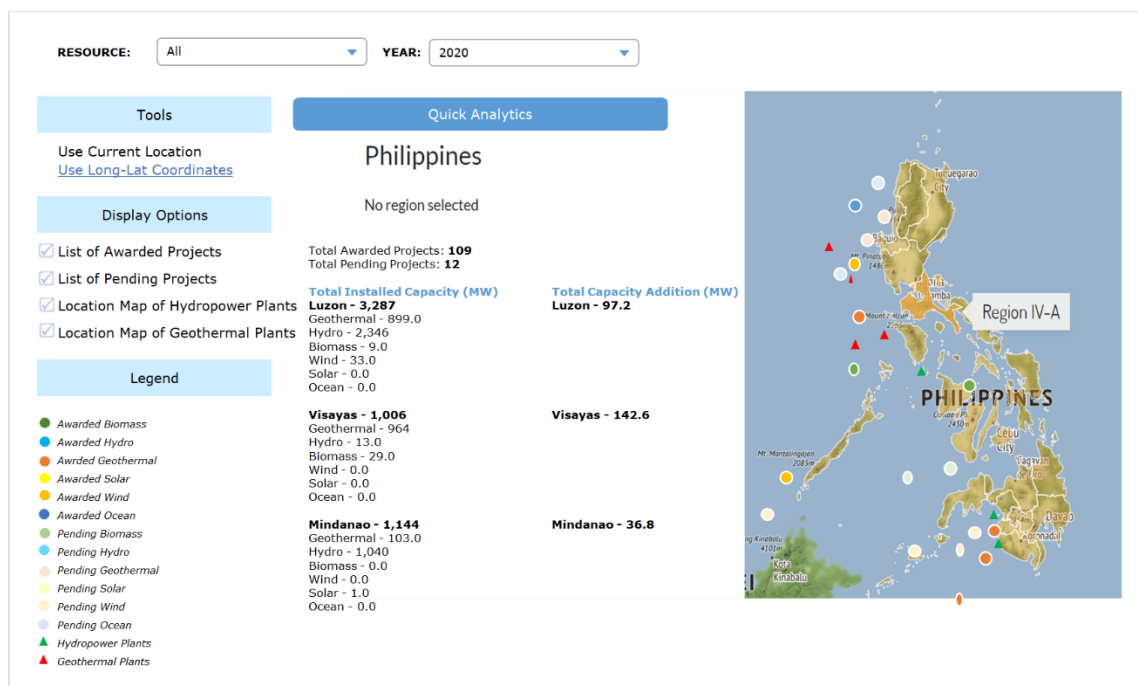 RESOURCE: All YEAR: 2020
Tools
Use Current Location
Use Long-Lat Coordinates
Display Options
List of Awarded Projects
List of Pending Projects
Location Map of Hydropower Plants
Location Map of Geothermal Plants
Legend
Awarded Biomass
Awarded Hydro
Awrded Geothermal
Awarded Solar
Awarded Wind
Awarded Ocean
Pending Biomass
Pending Hydro
Pending Geothermal
Pending Solar
Pending Wind
Pending Ocean
Hydropower Plants
Geothermal Plants
Quick Analytics
Philippines
No region selected
Total Awarded Projects: 109
Total Pending Projects: 12
Total Installed Capacity (MW)
Luzon - 3,287
Geothermal - 899.0
Hydro - 2,346
Biomass - 9.0
Wind - 33.0
Solar - 0.0
Ocean - 0.0
Visayas - 1,006
Geothermal - 964
Hydro - 13.0
Biomass - 29.0
Wind - 0.0
Solar - 0.0
Ocean - 0.0
Mindanao - 1,144
Geothermal - 103.0
Hydro - 1,040
Biomass - 0.0
Wind - 0.0
Solar - 1.0
Ocean - 0.0
Total Capacity Addition (MW)
Luzon - 97.2
Visayas - 142.6
Mindanao - 36.8
City
Baguio
Region IV-A
PHILIPPINES
2430m
Cebu
City
Mt. Mantalingajan
2085m
Davao
Koronadal
Kinabalu
4101m
Kota
Kinabalu